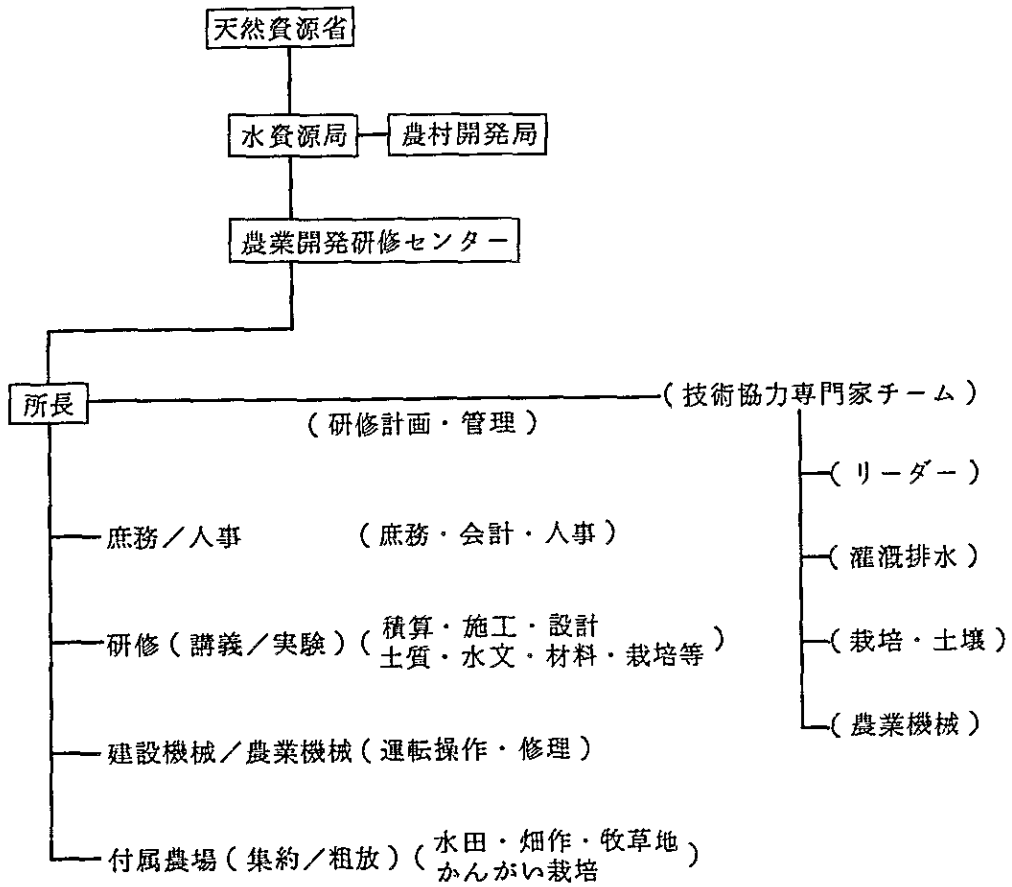 天然資源省
水資源局 農村開発局
農業開発研修センター
所長 (技術協力専門家チーム)
(研修計画・管理)
(リーダー)
庶務/人事 (庶務・会計・人事)
(灌漑排水)
研修(講義/実験)(積算・施工・設計
土質・水文・材料・栽培等)
(栽培・土壌)
(農業機械)
建設機械/農業機械(運転操作・修理)
付属農場(集約/粗放)(水田・畑作・牧草地
かんがい栽培)